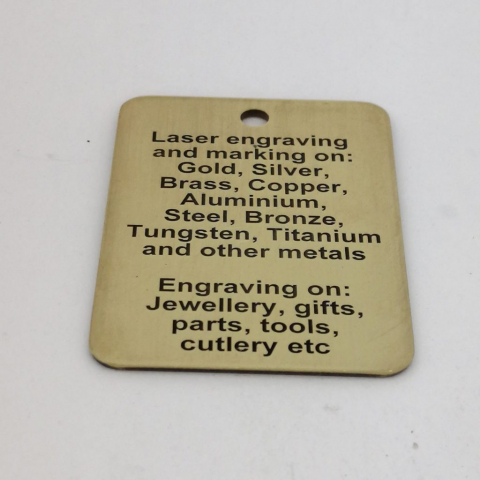 Laser engraving
and marking on:
Gold, Silver,
Brass, Copper,
Aluminium,
Steel, Bronze,
Tungsten, Titanium
and other metals
Engraving on:
Jewellery, gifts,
parts, tools,
cutlery etc